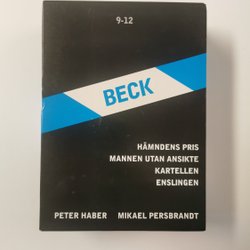 9-12
BECK
HÄMNDENS PRIS
MANNEN UTAN ANSIKTE
KARTELLEN
ENSLINGEN
PETER HABER MIKAEL PERSBRANDT